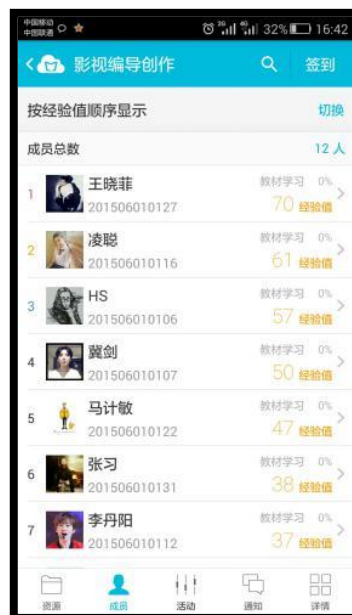 中国移动
中国联通 3G 4G 32% 16:42
影视编导创作 签到
按经验值顺序显示 切换
成员总数 12 人
1 王晓菲 教材学习 0%
201506010127 70 经验值
2 凌聪 教材学习 0%
201506010116 61 经验值
3 HS 教材学习 0%
201506010106 57 经验值
4 冀剑 教材学习 0%
201506010107 50 经验值
5 马计敏 教材学习 0%
201506010122 47 经验值
6 张习 教材学习 0%
201506010131 38 经验值
7 李丹阳 教材学习 0%
201506010112 37 经验值
资源 成员 活动 通知 详情